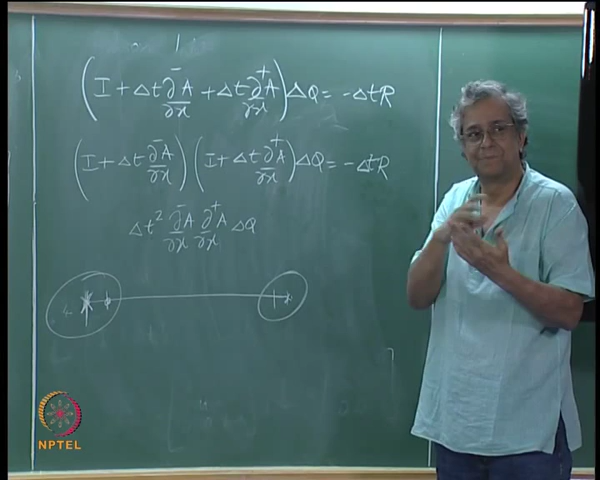 (I + Δt ∂⁻A/∂x + Δt ∂⁺A/∂x) ΔQ = -ΔtR
(I + Δt ∂⁻A/∂x) (I + Δt ∂⁺A/∂x) ΔQ = -ΔtR
Δt² ∂⁻A/∂x ∂⁺A/∂x ΔQ
NPTEL